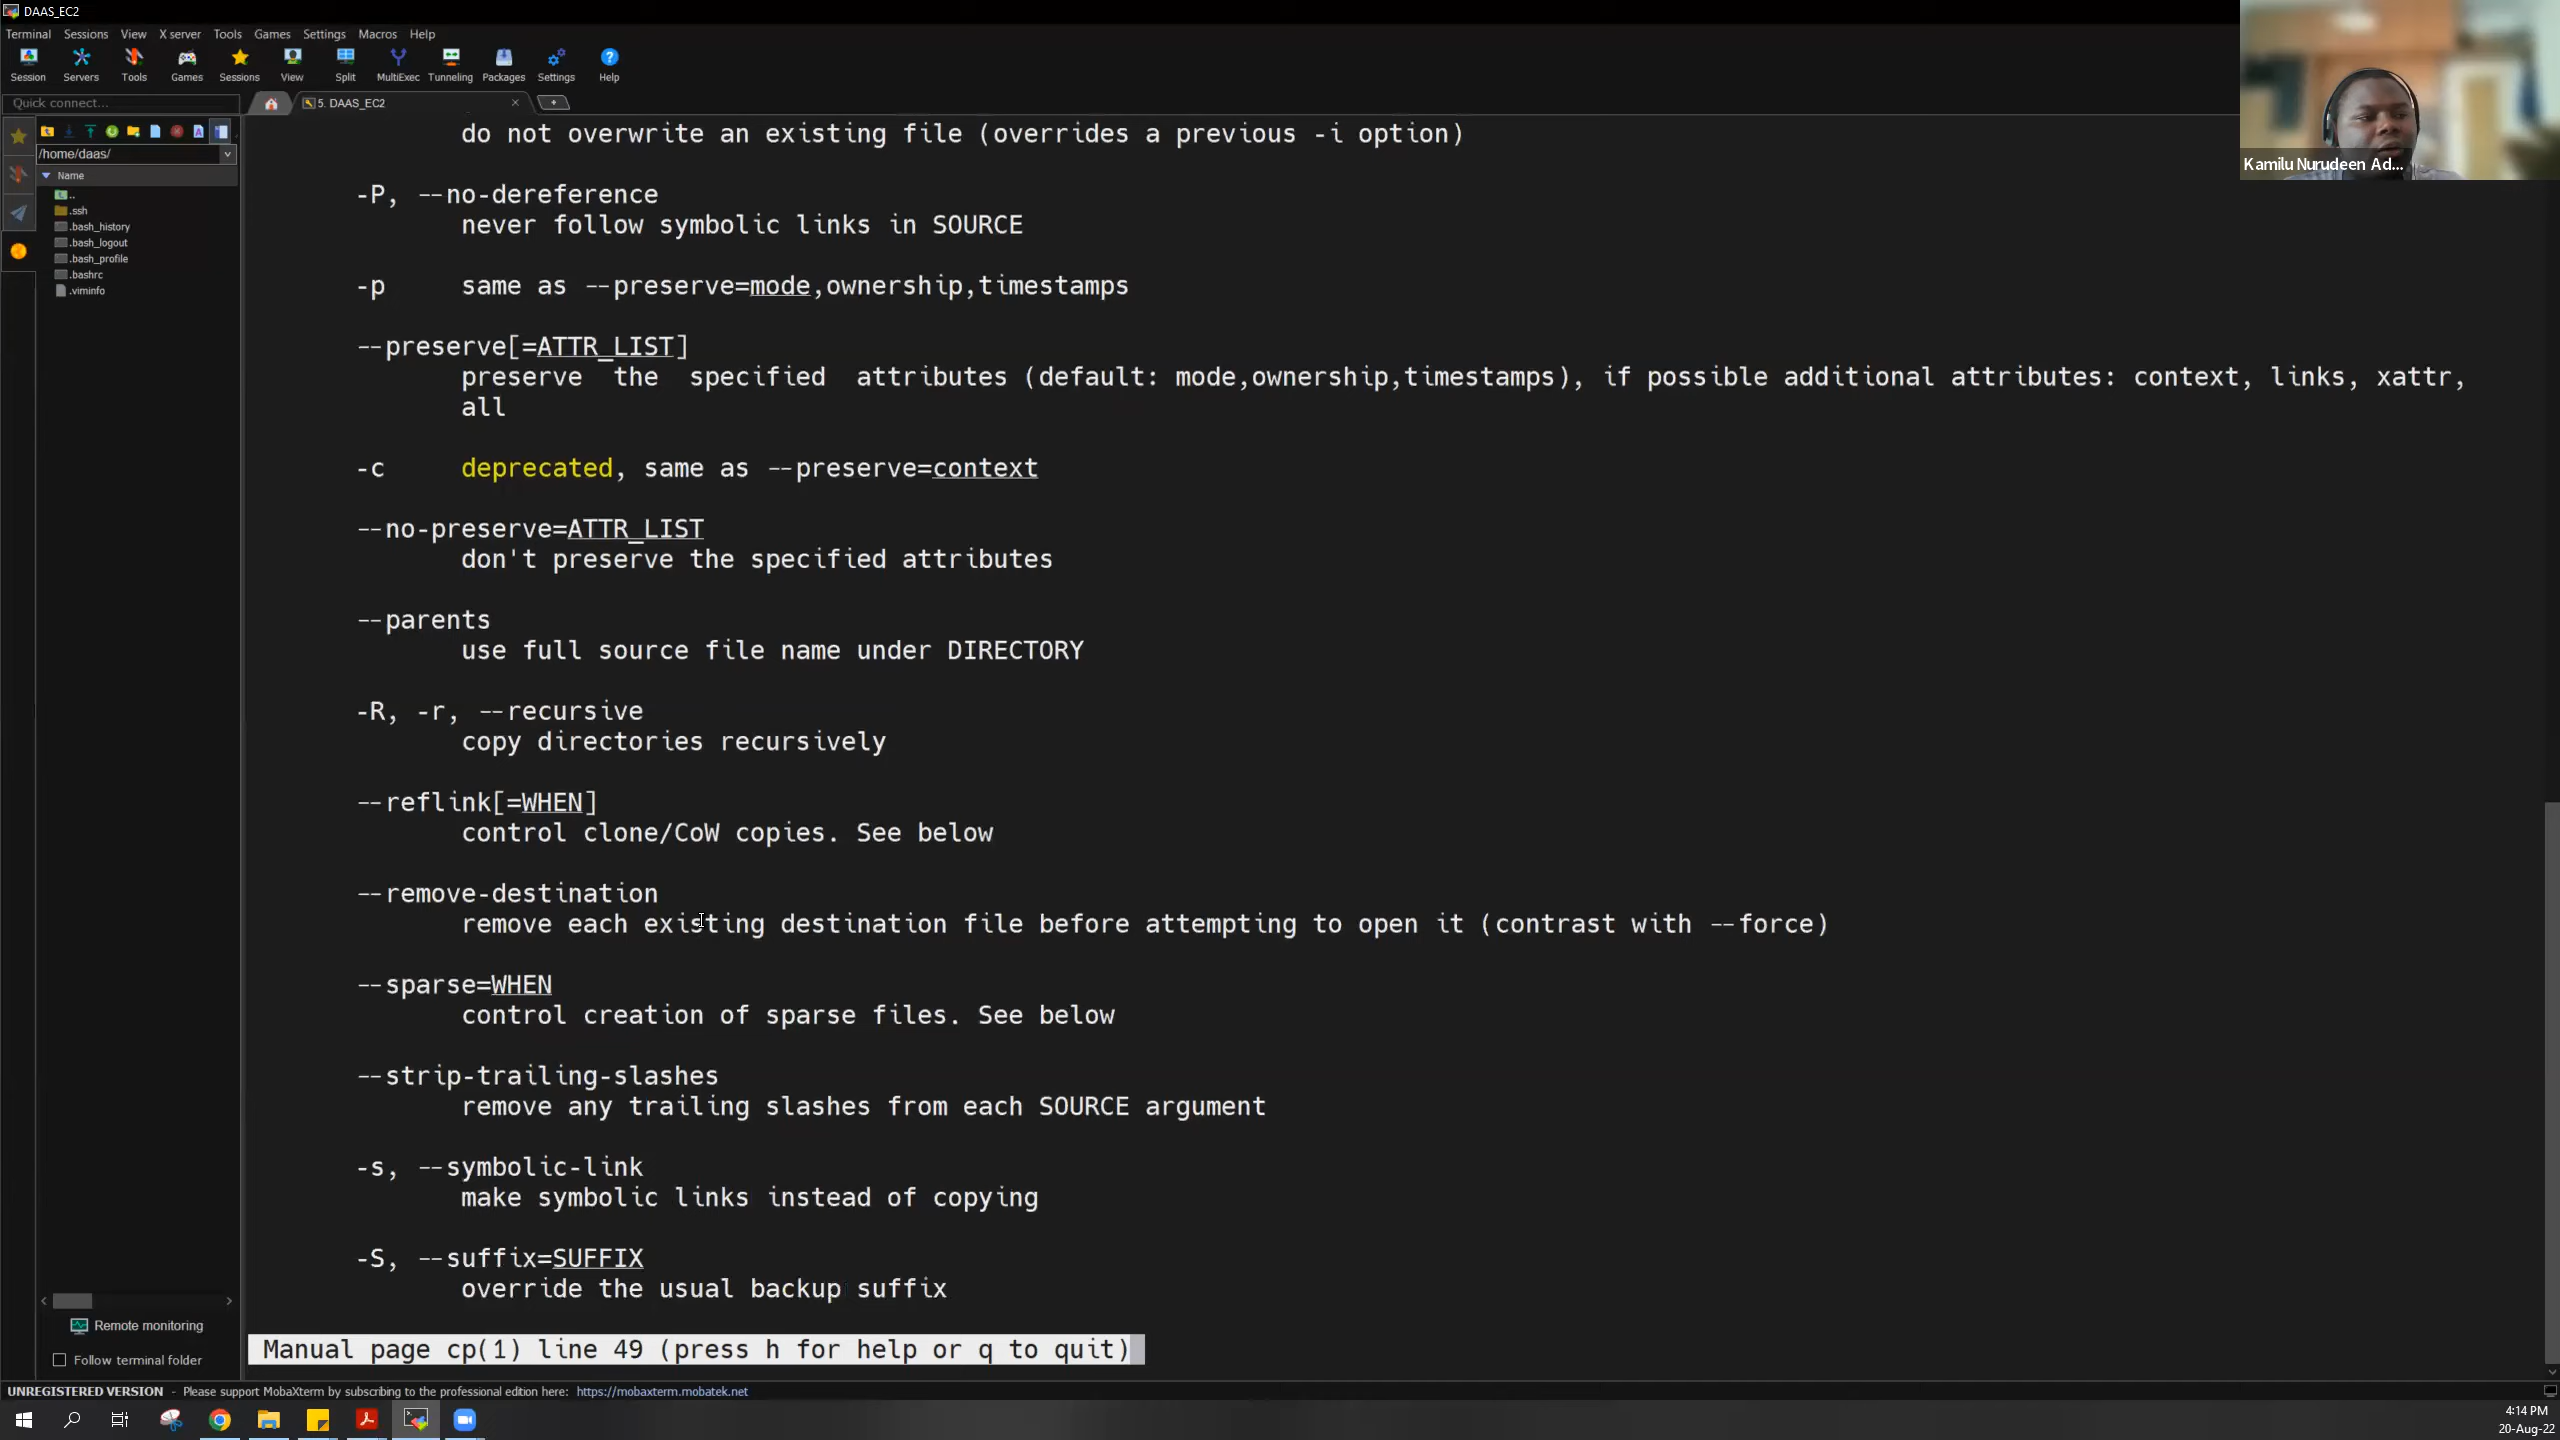 DAAS_EC2
Terminal Sessions View X server Tools Games Settings Macros Help
Session Servers Tools Games Sessions View Split MultiExec Tunneling Packages Settings Help
Quick connect...
5. DAAS_EC2
/home/daas/
Name
..
.ssh
.bash_history
.bash_logout
.bash_profile
.bashrc
.viminfo
Remote monitoring
Follow terminal folder
do not overwrite an existing file (overrides a previous -i option)
-P, --no-dereference
never follow symbolic links in SOURCE
-p same as --preserve=mode,ownership,timestamps
--preserve[=ATTR_LIST]
preserve the specified attributes (default: mode,ownership,timestamps), if possible additional attributes: context, links, xattr,
all
-c deprecated, same as --preserve=context
--no-preserve=ATTR_LIST
don't preserve the specified attributes
--parents
use full source file name under DIRECTORY
-R, -r, --recursive
copy directories recursively
--reflink[=WHEN]
control clone/CoW copies. See below
--remove-destination
remove each existing destination file before attempting to open it (contrast with --force)
--sparse=WHEN
control creation of sparse files. See below
--strip-trailing-slashes
remove any trailing slashes from each SOURCE argument
-s, --symbolic-link
make symbolic links instead of copying
-S, --suffix=SUFFIX
override the usual backup suffix
Manual page cp(1) line 49 (press h for help or q to quit)
Kamilu Nurudeen Ad...
UNREGISTERED VERSION - Please support MobaXterm by subscribing to the professional edition here: https://mobaxterm.mobatek.net
4:14 PM
20-Aug-22